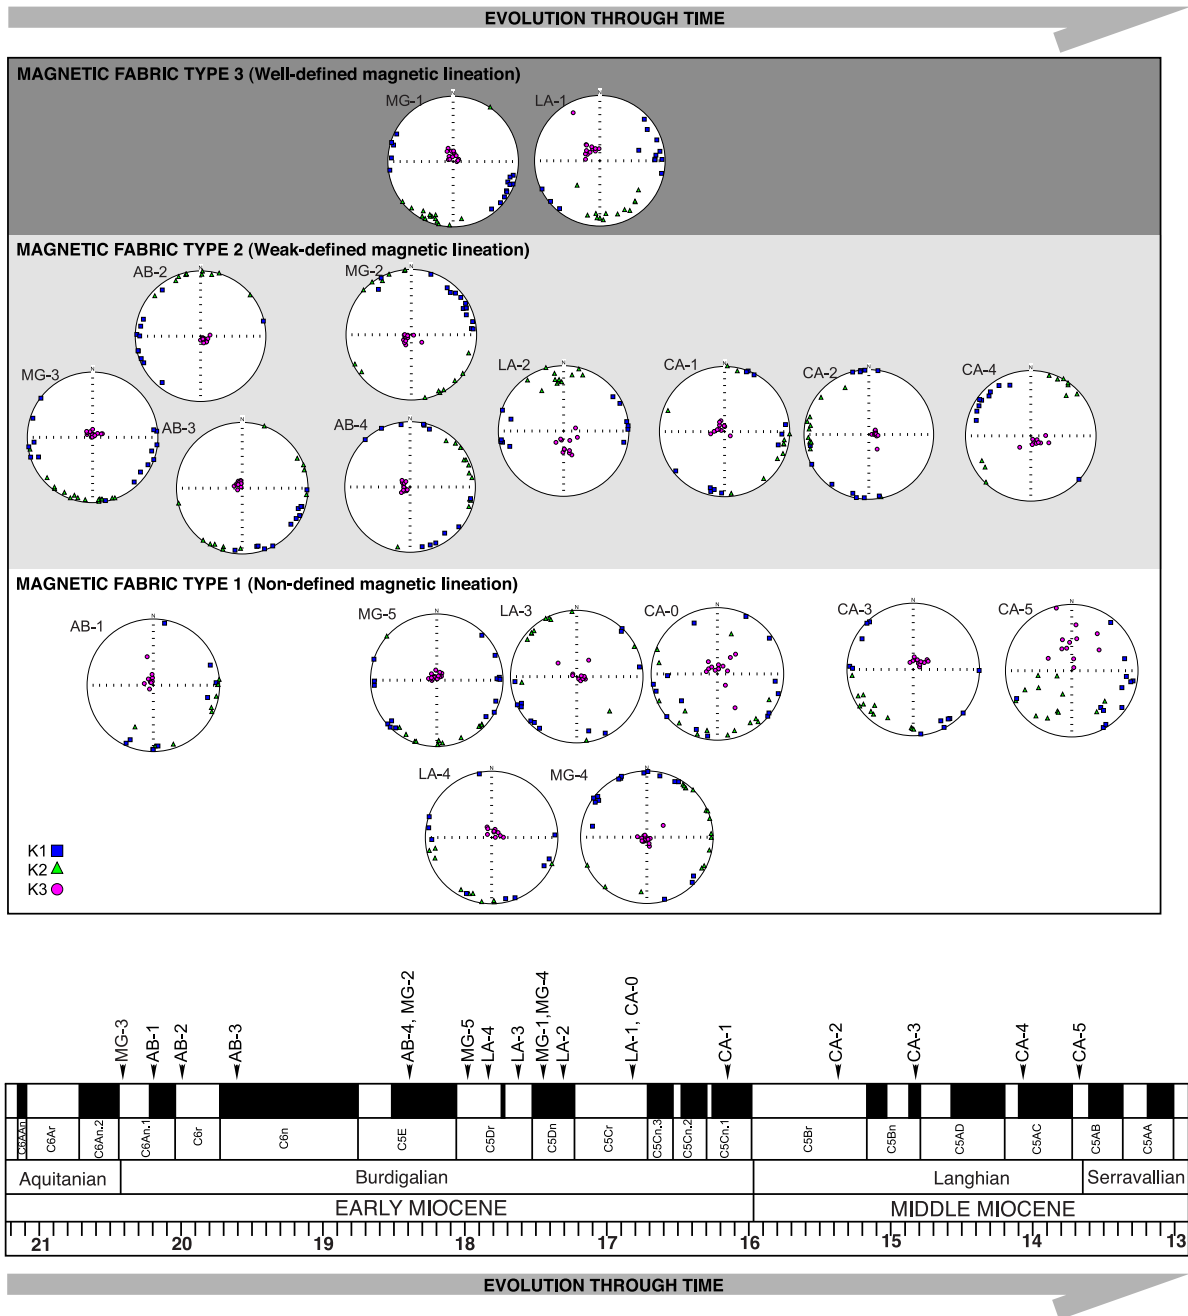 EVOLUTION THROUGH TIME
MAGNETIC FABRIC TYPE 3 (Well-defined magnetic lineation)
MG-1
N
LA-1
N
MAGNETIC FABRIC TYPE 2 (Weak-defined magnetic lineation)
AB-2
N
MG-2
N
MG-3
N
LA-2
N
CA-1
N
CA-2
N
CA-4
N
AB-3
N
AB-4
N
MAGNETIC FABRIC TYPE 1 (Non-defined magnetic lineation)
AB-1
N
MG-5
N
LA-3
N
CA-0
N
CA-3
N
CA-5
N
LA-4
N
MG-4
N
K1
K2
K3
MG-3
AB-1
AB-2
AB-3
AB-4, MG-2
MG-5
LA-4
LA-3
MG-1,MG-4
LA-2
LA-1, CA-0
CA-1
CA-2
CA-3
CA-4
CA-5
C6AAn
C6Ar
C6An.2
C6An.1
C6r
C6n
C5E
C5Dr
C5Dn
C5Cr
C5Cn.3
C5Cn.2
C5Cn.1
C5Br
C5Bn
C5AD
C5AC
C5AB
C5AA
Aquitanian Burdigalian Langhian Serravallian
EARLY MIOCENE MIDDLE MIOCENE
21 20 19 18 17 16 15 14 13
EVOLUTION THROUGH TIME